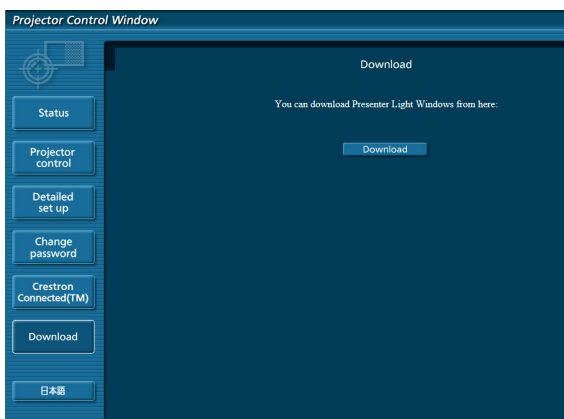 Projector Control Window
Download
You can download Presenter Light Windows from here:
Download
Status
Projector
control
Detailed
set up
Change
password
Crestron
Connected(TM)
Download
日本語